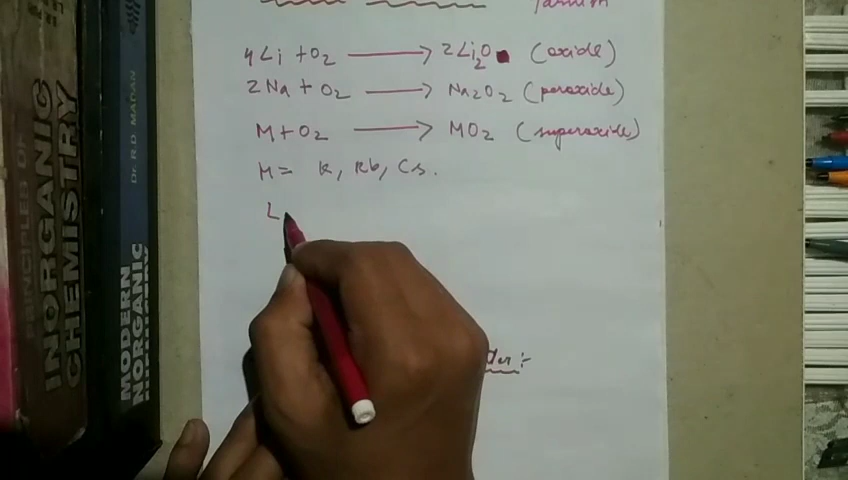 4Li + O2 ⟶ 2Li2O (oxide)
2Na + O2 ⟶ Na2O2 (peroxide)
M + O2 ⟶ MO2 (superoxide)
M = K, Rb, Cs.
L
PRINCIPLES OF
INORGANIC
CHEMISTRY
MODERN
INORGANIC
Dr. R.D. MADAN